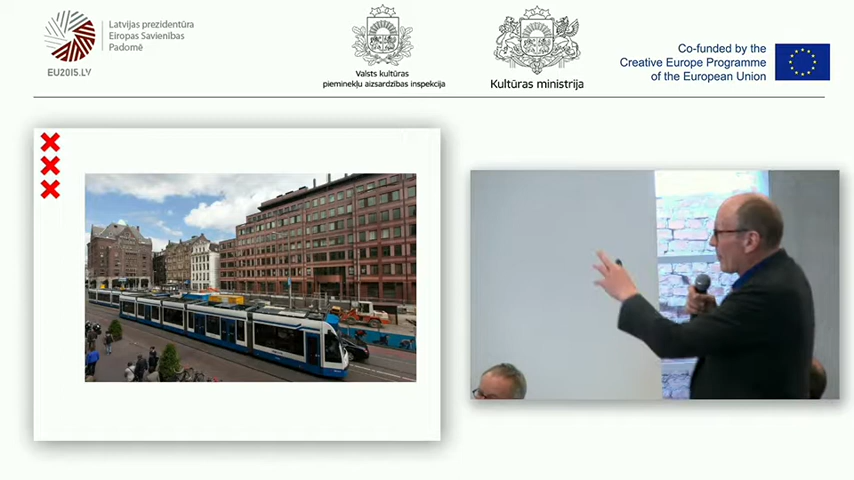 Latvijas prezidentūra
Eiropas Savienības
Padomē
EU2015.LV
Valsts kultūras
pieminekļu aizsardzības inspekcija
Kultūras ministrija
Co-funded by the
Creative Europe Programme
of the European Union